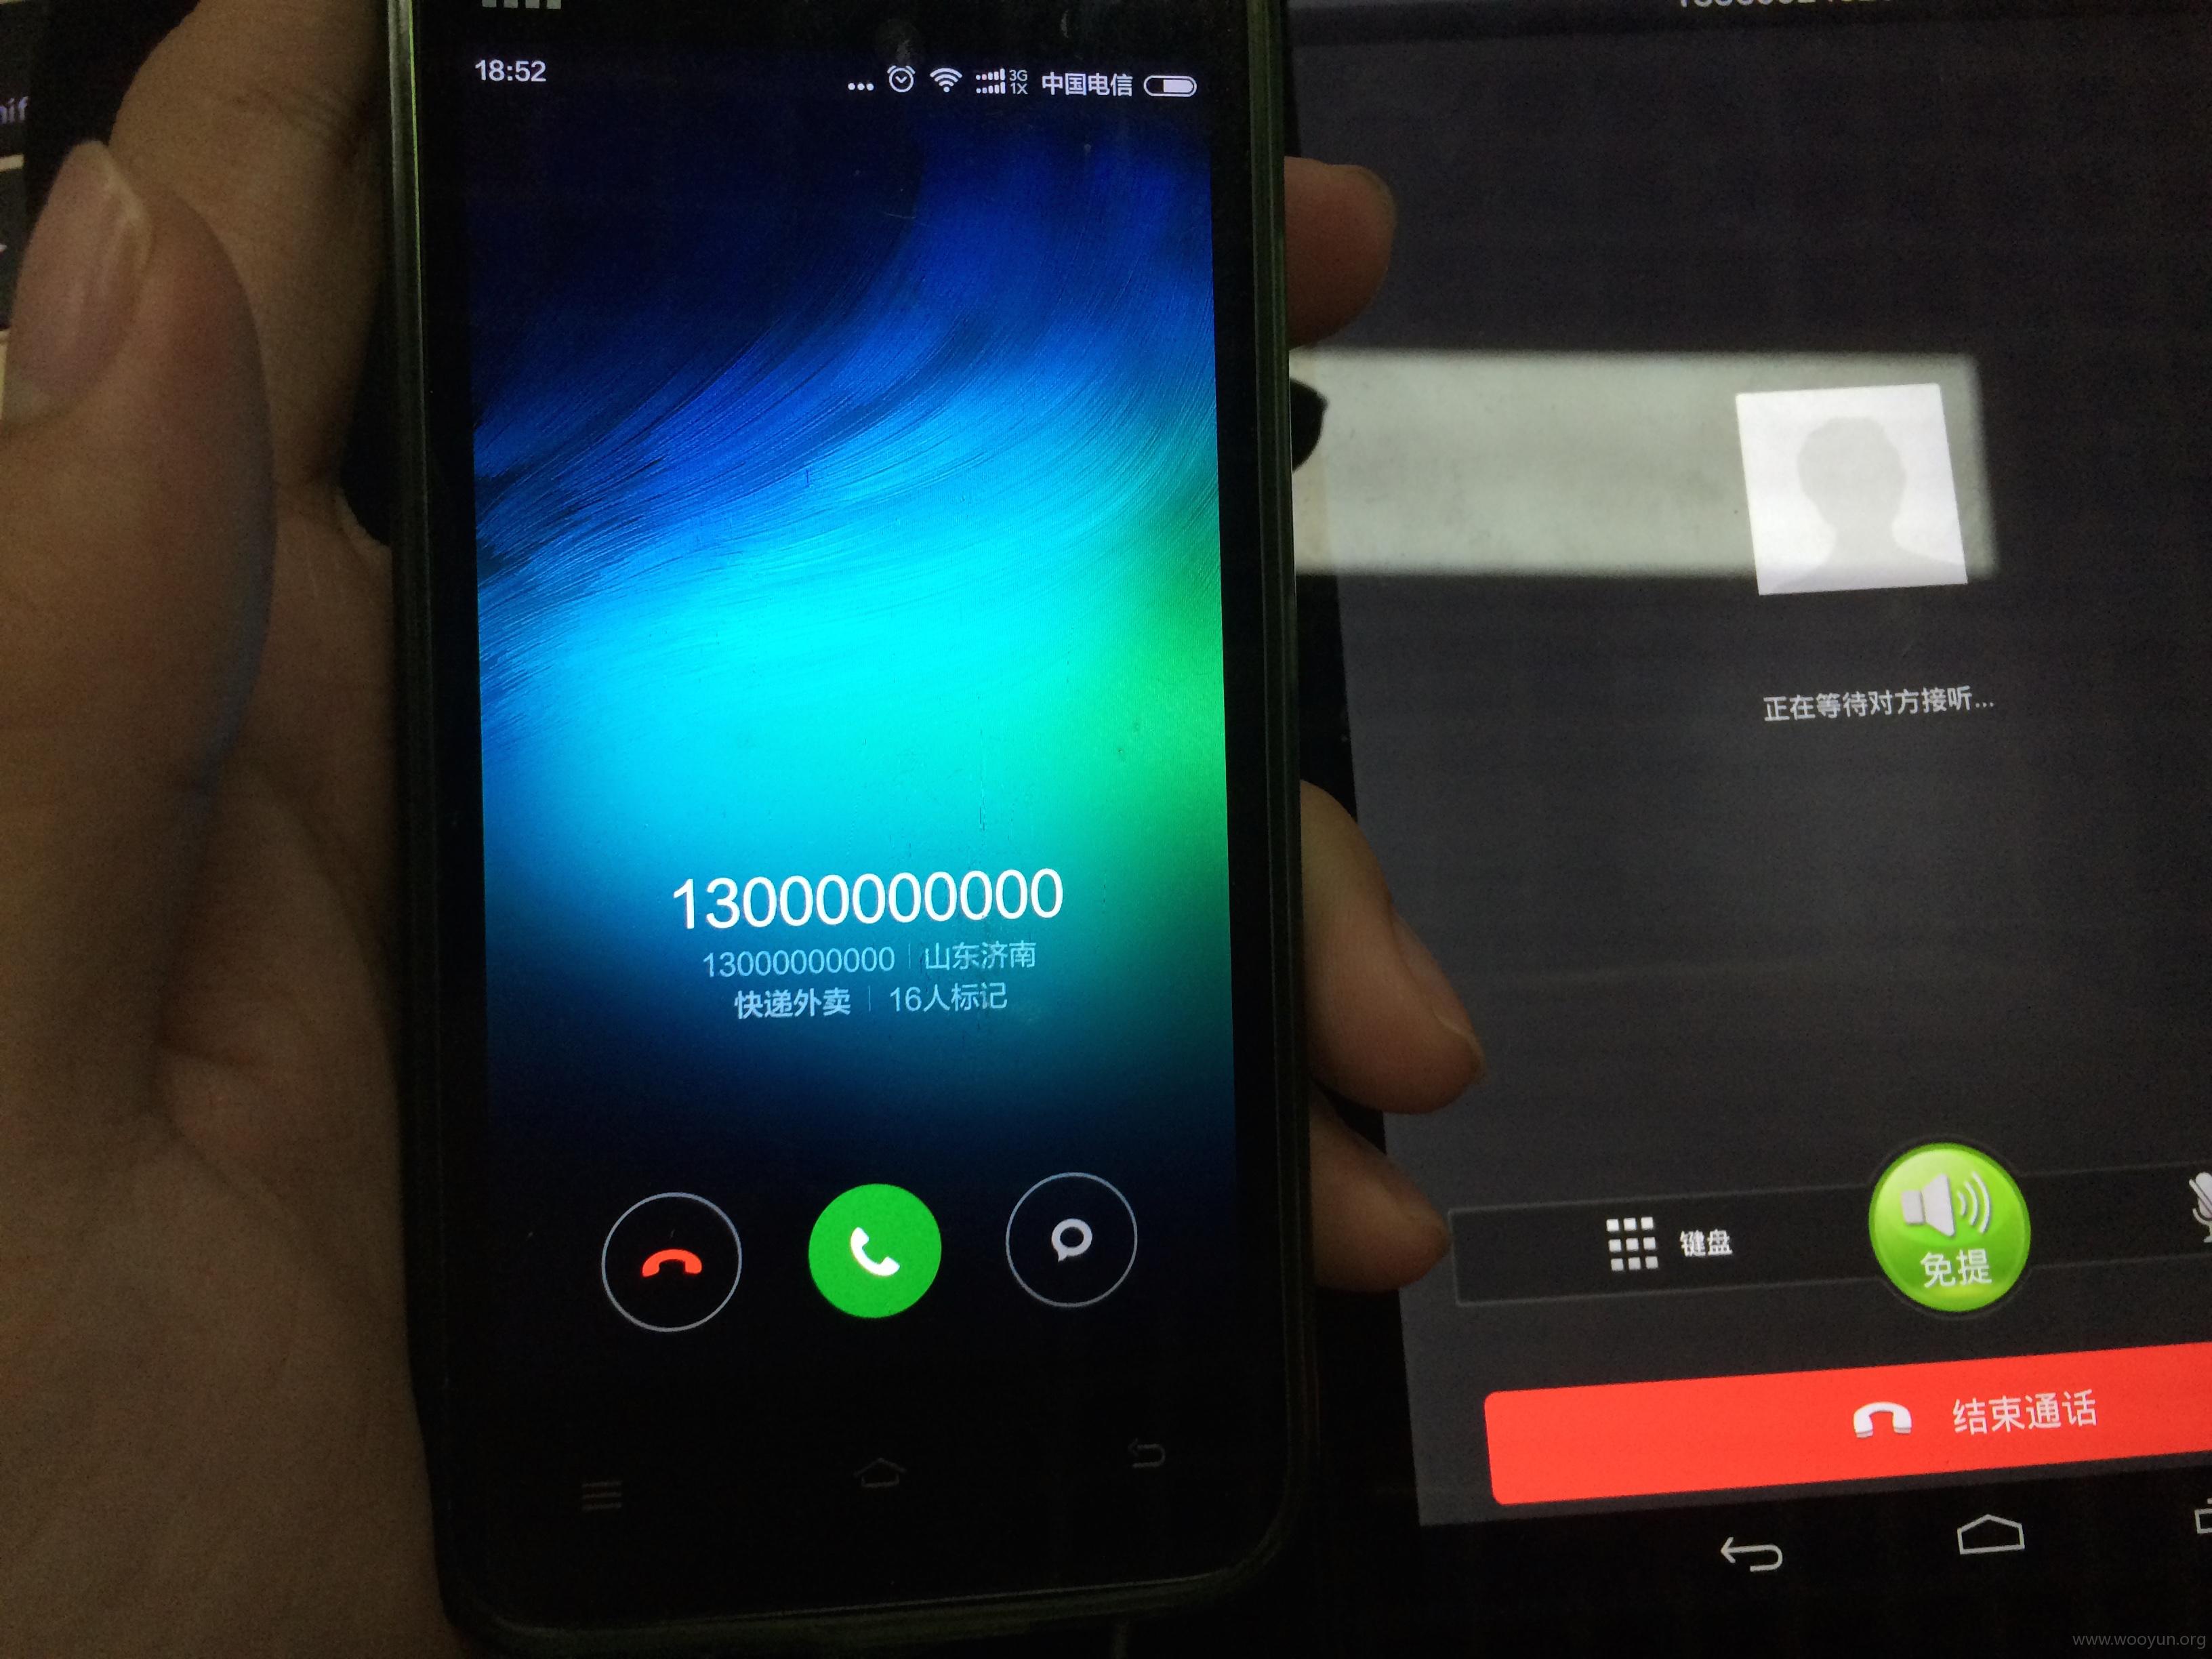 18:52
3G
1X
中国电信
13000000000
13000000000 | 山东济南
快递外卖 | 16人标记
正在等待对方接听...
键盘
免提
结束通话
www.wooyun.org